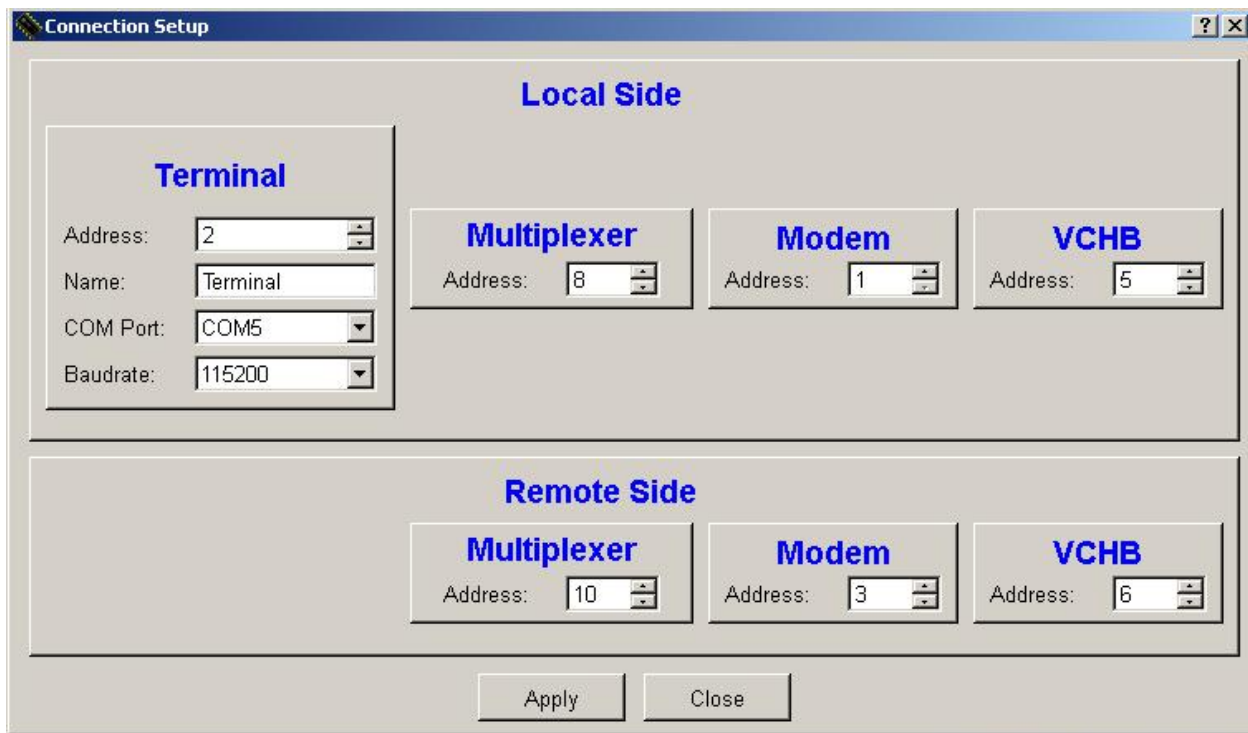 Connection Setup
Local Side
Terminal
Address: 2
Name: Terminal
COM Port: COM5
Baudrate: 115200
Multiplexer
Address: 8
Modem
Address: 1
VCHB
Address: 5
Remote Side
Multiplexer
Address: 10
Modem
Address: 3
VCHB
Address: 6
Apply Close